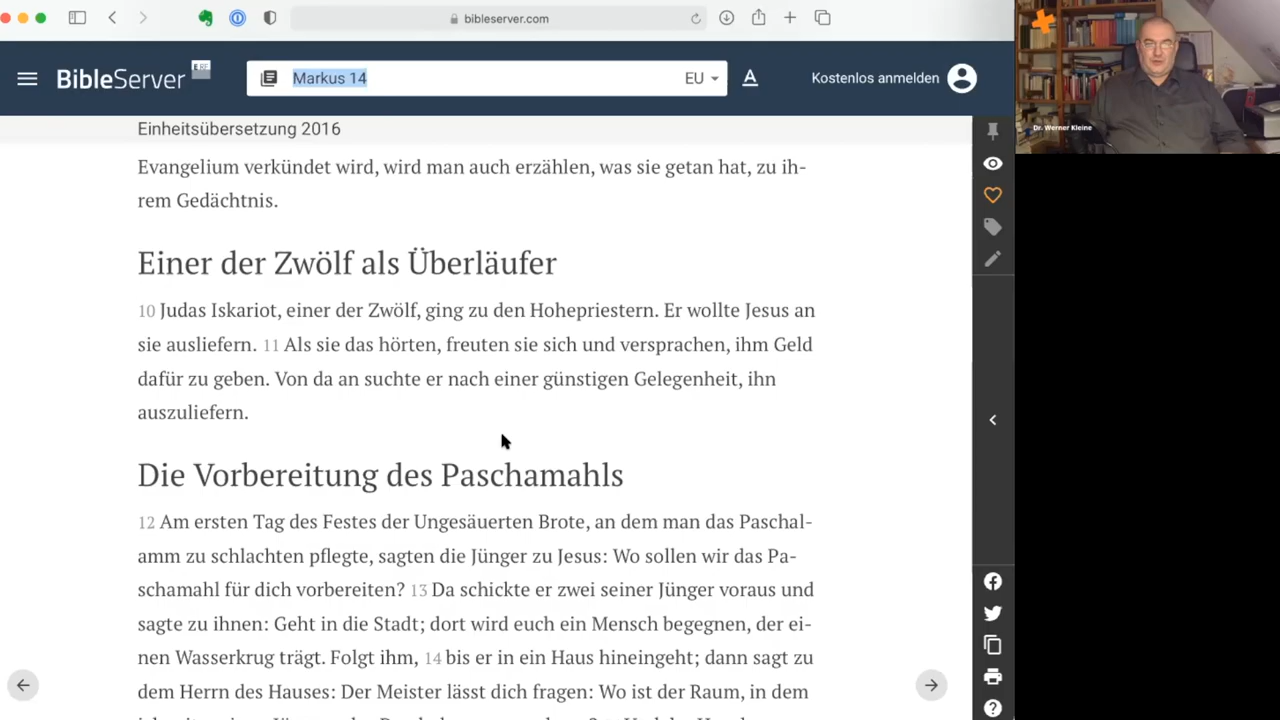 bibleserver.com
BibleServer
ERF
Markus 14
EU
A
Kostenlos anmelden
Dr. Werner Kleine
Einheitsübersetzung 2016
Evangelium verkündet wird, wird man auch erzählen, was sie getan hat, zu ih-
rem Gedächtnis.
Einer der Zwölf als Überläufer
10 Judas Iskariot, einer der Zwölf, ging zu den Hohepriestern. Er wollte Jesus an
sie ausliefern. 11 Als sie das hörten, freuten sie sich und versprachen, ihm Geld
dafür zu geben. Von da an suchte er nach einer günstigen Gelegenheit, ihn
auszuliefern.
Die Vorbereitung des Paschamahls
12 Am ersten Tag des Festes der Ungesäuerten Brote, an dem man das Paschal-
amm zu schlachten pflegte, sagten die Jünger zu Jesus: Wo sollen wir das Pa-
schamahl für dich vorbereiten? 13 Da schickte er zwei seiner Jünger voraus und
sagte zu ihnen: Geht in die Stadt; dort wird euch ein Mensch begegnen, der ei-
nen Wasserkrug trägt. Folgt ihm, 14 bis er in ein Haus hineingeht; dann sagt zu
dem Herrn des Hauses: Der Meister lässt dich fragen: Wo ist der Raum, in dem